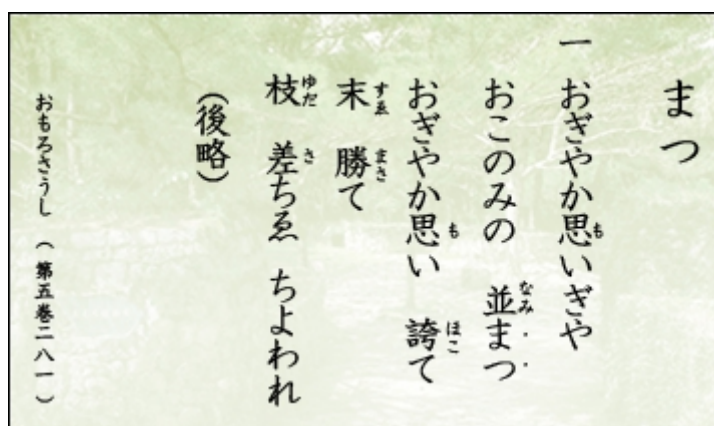 まつ
一 おぎやか思いぎや
おこのみの 並まつ
おぎやか思い 誇て
末 勝て
枝 差ちゑ ちよわれ
(後略)
おもろさうし (第五巻二八一)